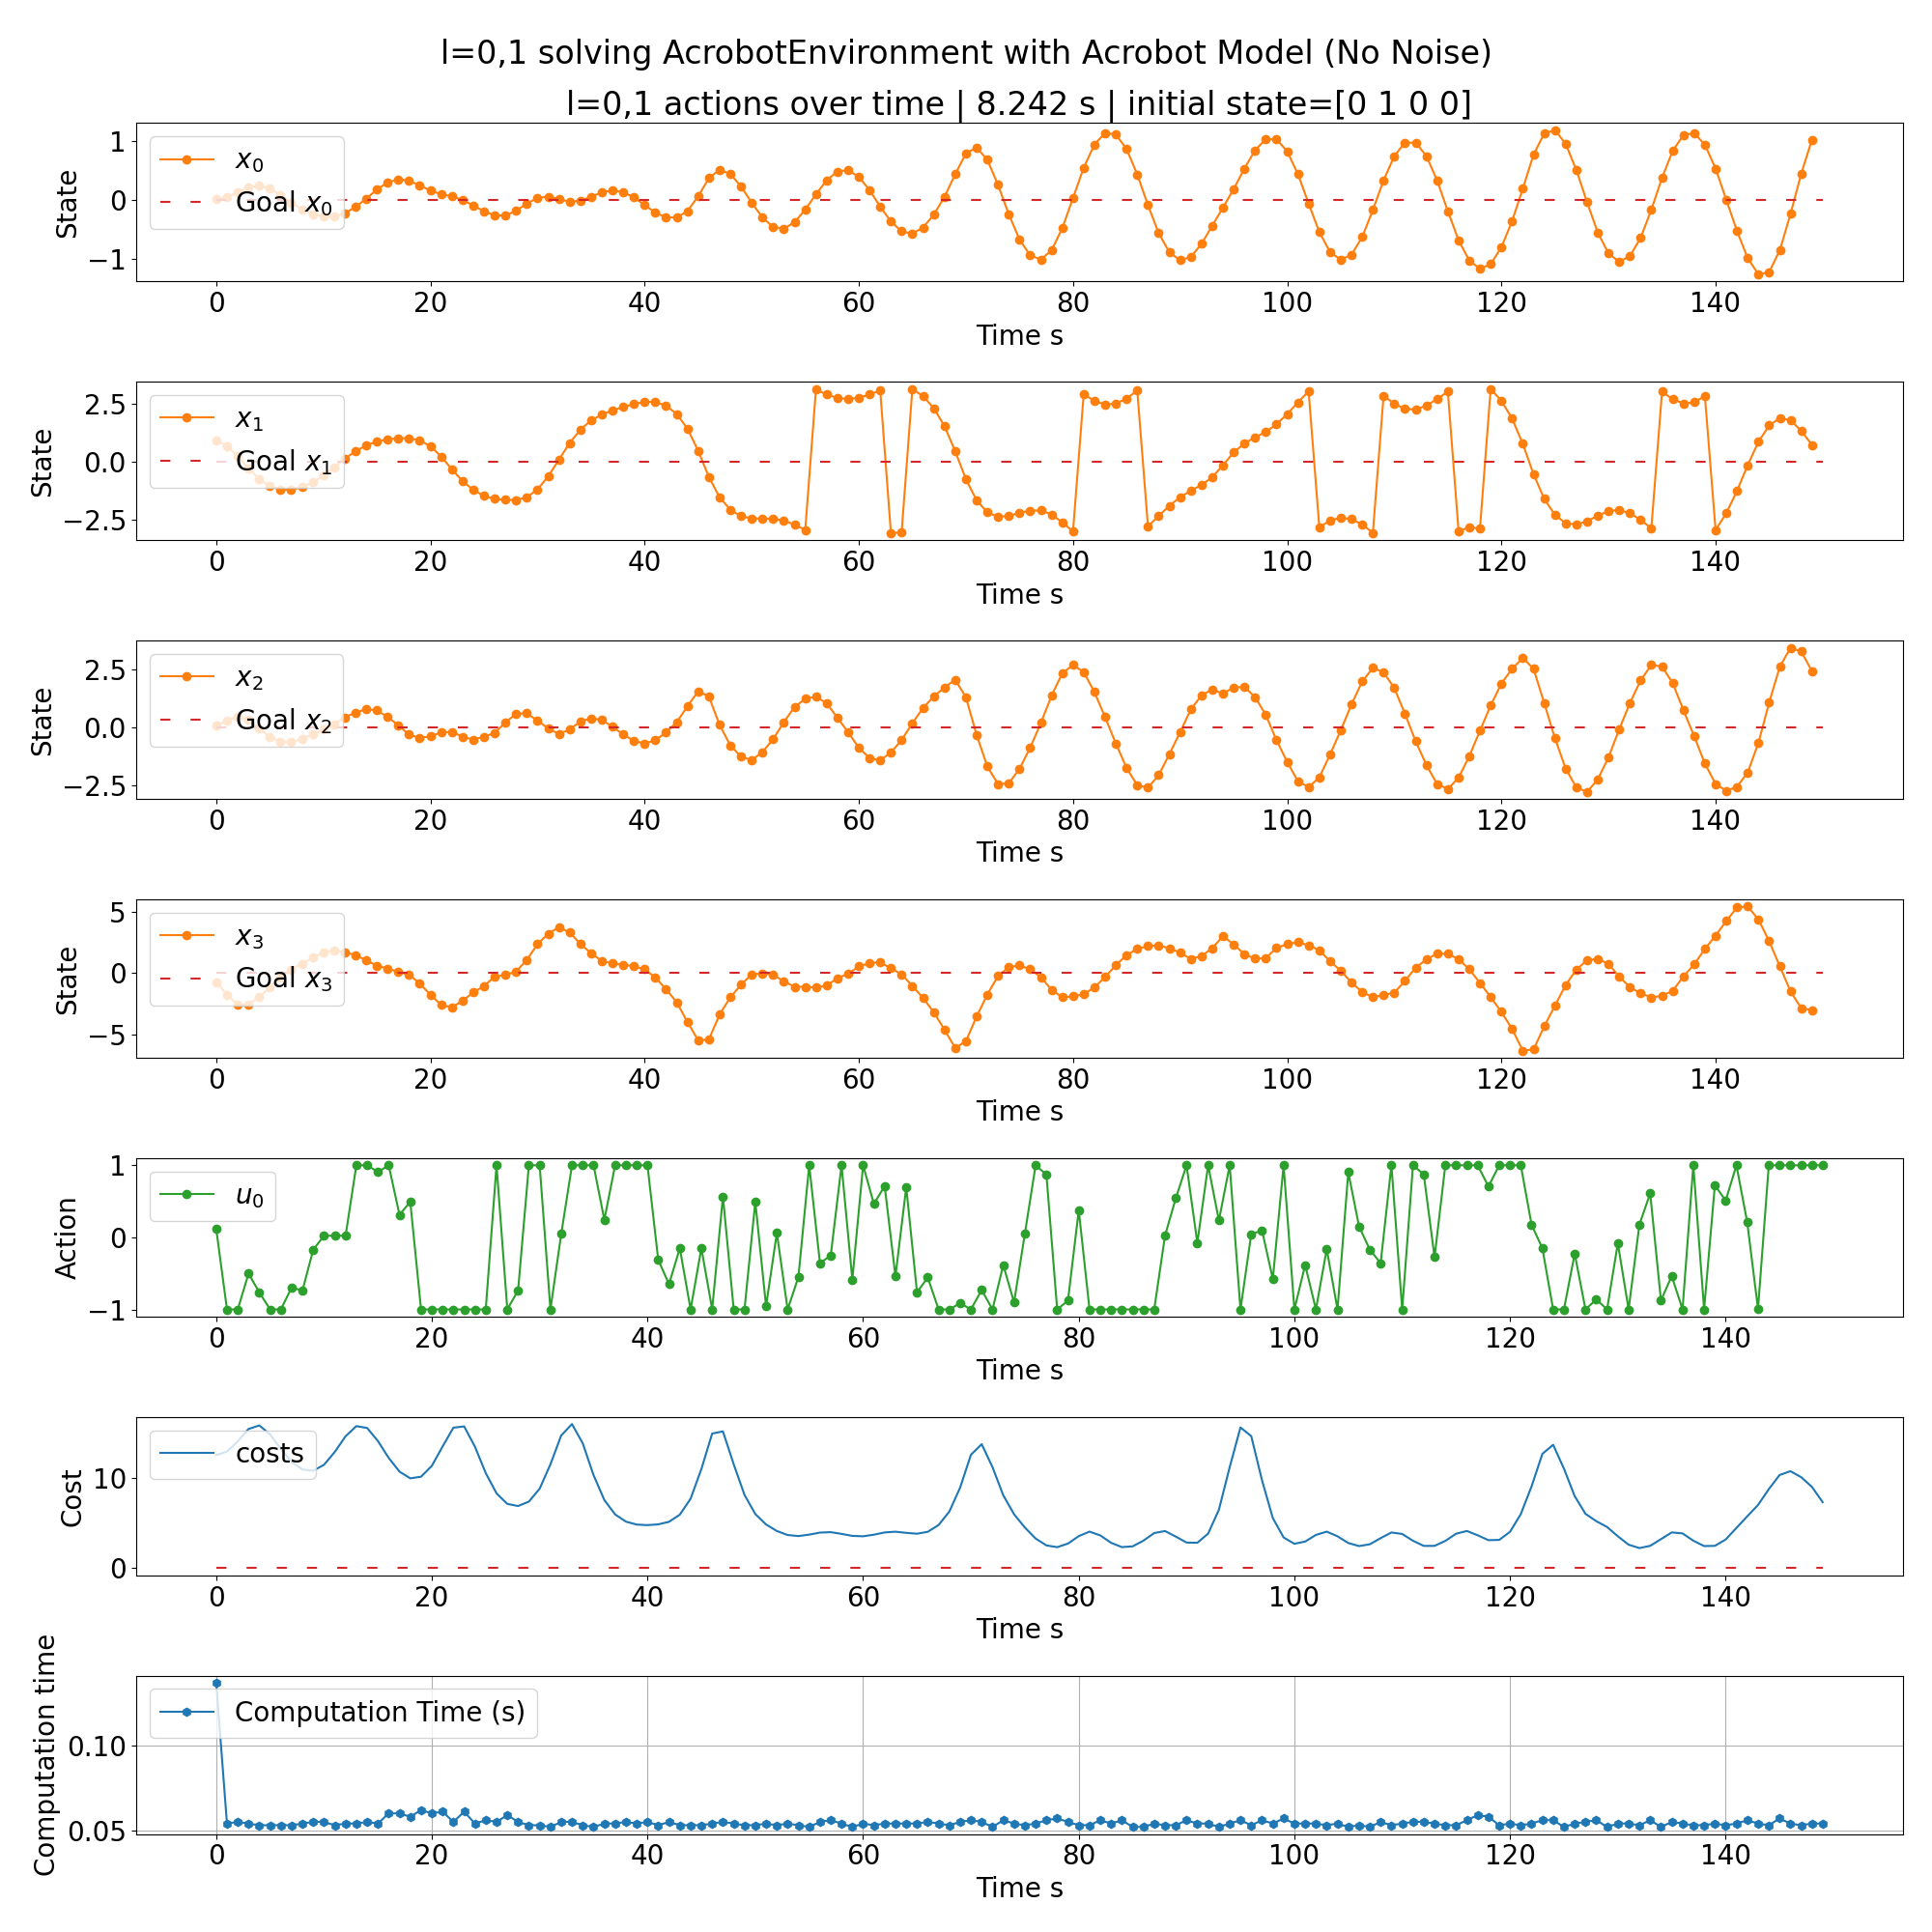 l=0,1 solving AcrobotEnvironment with Acrobot Model (No Noise)
l=0,1 actions over time | 8.242 s | initial state=[0 1 0 0]
State
1
0
−1
x₀
Goal x₀
0 20 40 60 80 100 120 140
Time s
State
2.5
0.0
−2.5
x₁
Goal x₁
0 20 40 60 80 100 120 140
Time s
State
2.5
0.0
−2.5
x₂
Goal x₂
0 20 40 60 80 100 120 140
Time s
State
5
0
−5
x₃
Goal x₃
0 20 40 60 80 100 120 140
Time s
Action
1
0
−1
u₀
0 20 40 60 80 100 120 140
Time s
Cost
10
0
costs
0 20 40 60 80 100 120 140
Time s
Computation time
0.10
0.05
Computation Time (s)
0 20 40 60 80 100 120 140
Time s